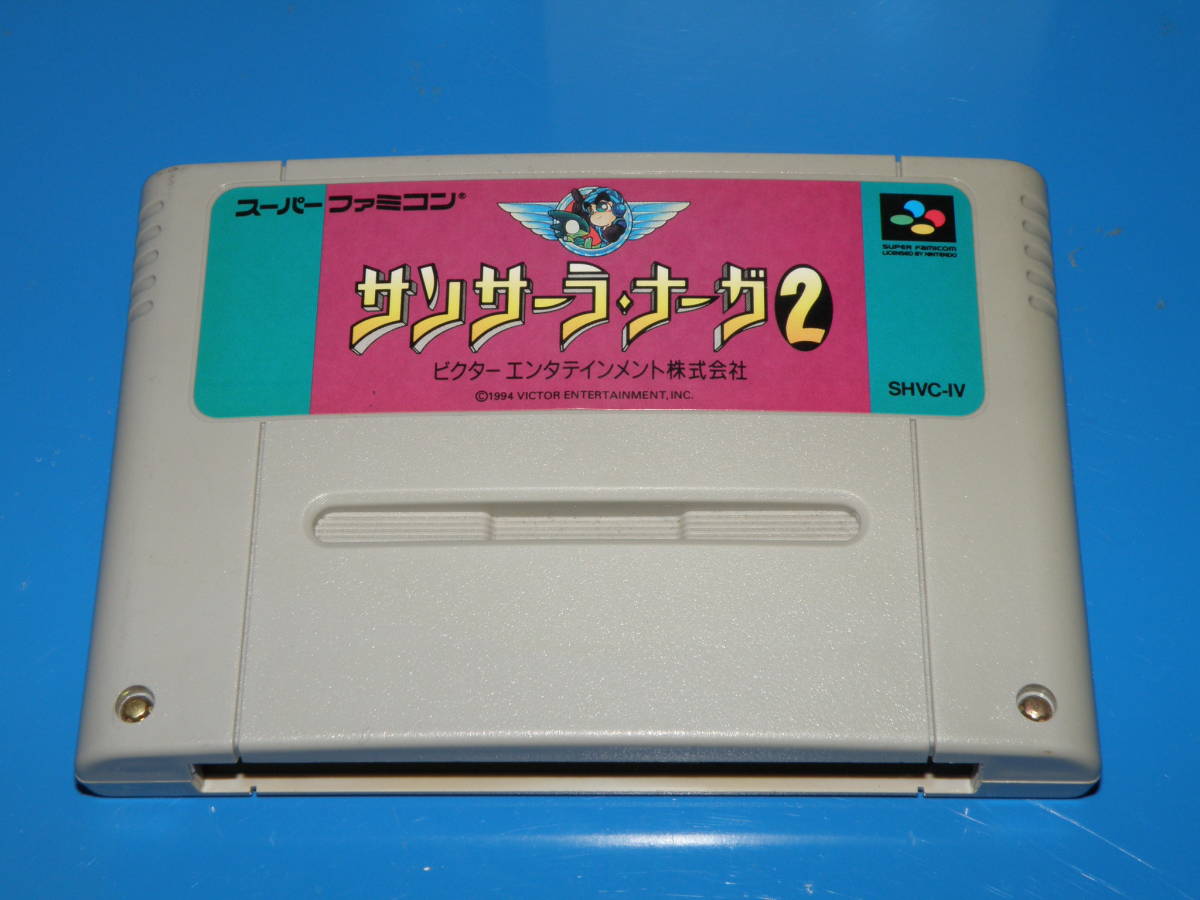 スーパーファミコン®
SUPER FAMICOM
LICENSED BY NINTENDO
サンサーラ・ナーガ2
ビクター エンタテインメント株式会社
©1994 VICTOR ENTERTAINMENT, INC.
SHVC-IV